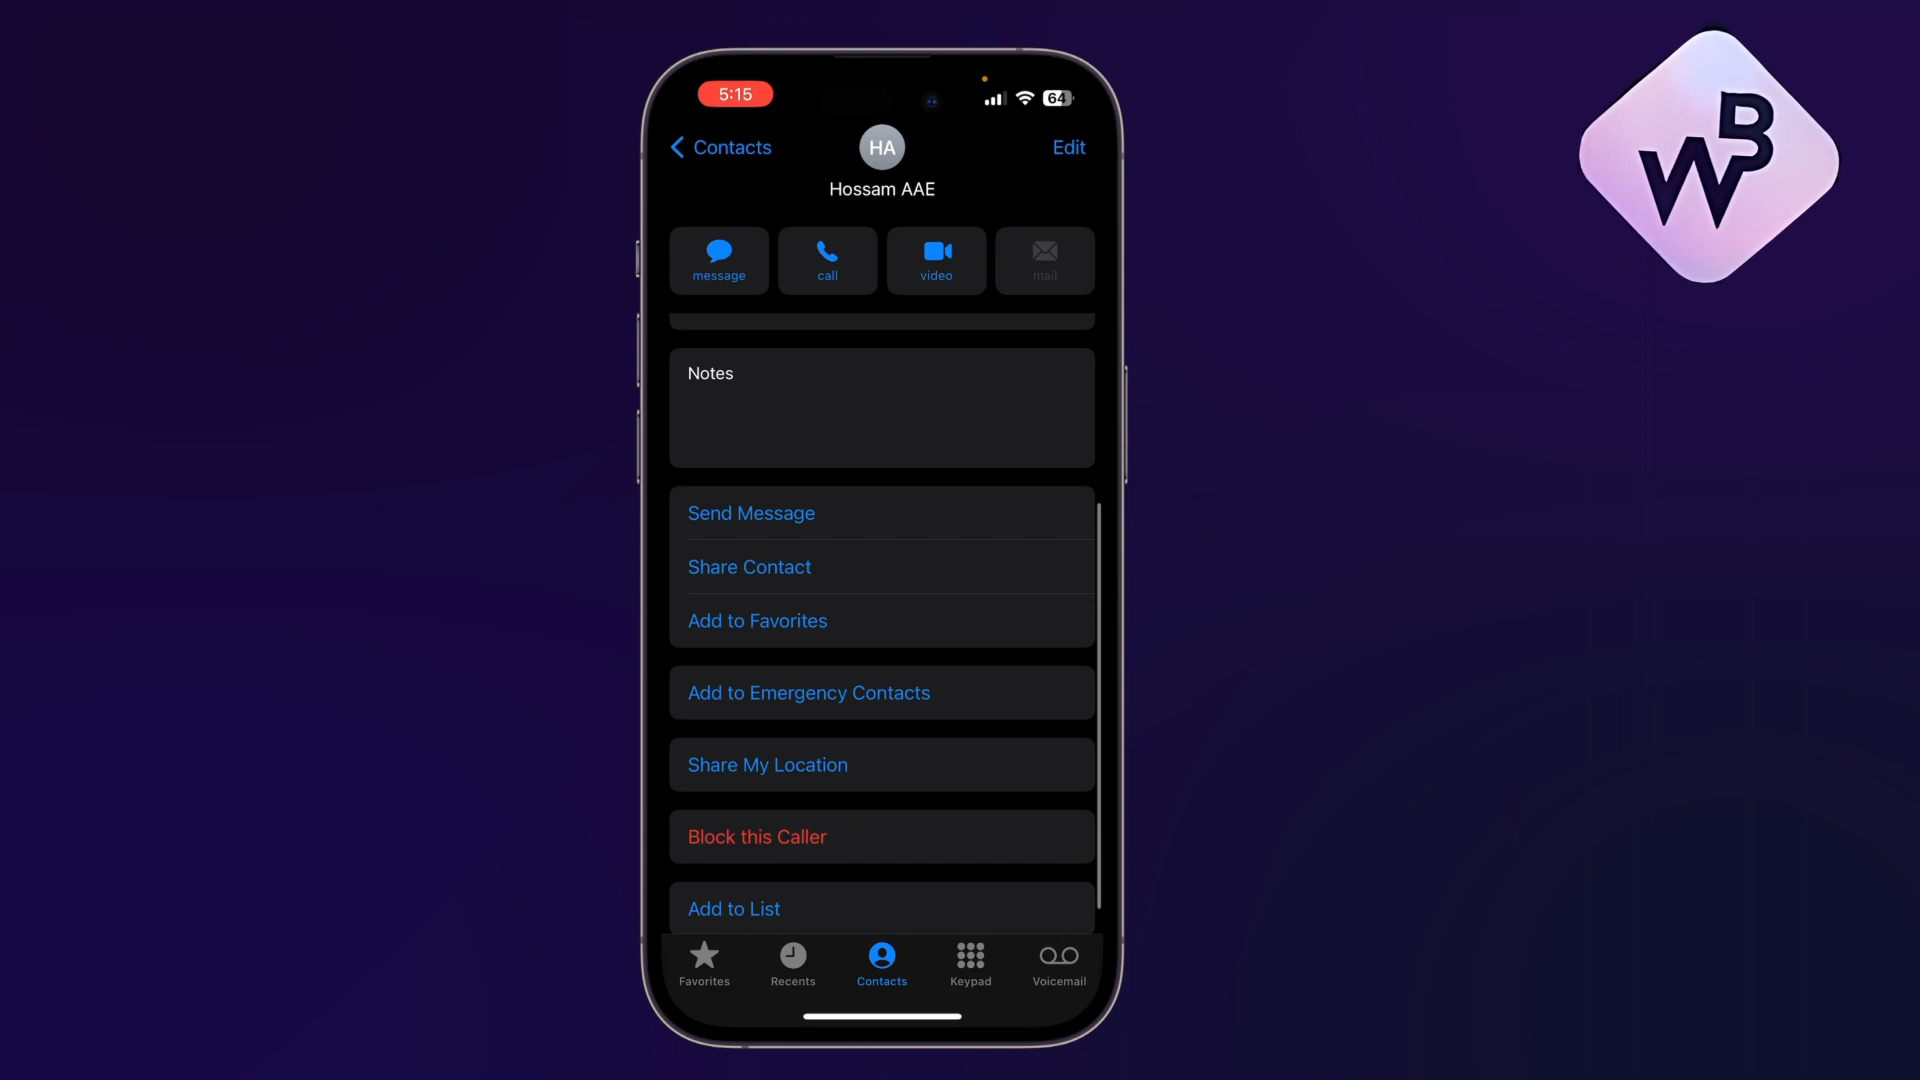 5:15
64
Contacts
HA
Edit
Hossam AAE
message
call
video
mail
Notes
Send Message
Share Contact
Add to Favorites
Add to Emergency Contacts
Share My Location
Block this Caller
Add to List
Favorites
Recents
Contacts
Keypad
Voicemail
WB